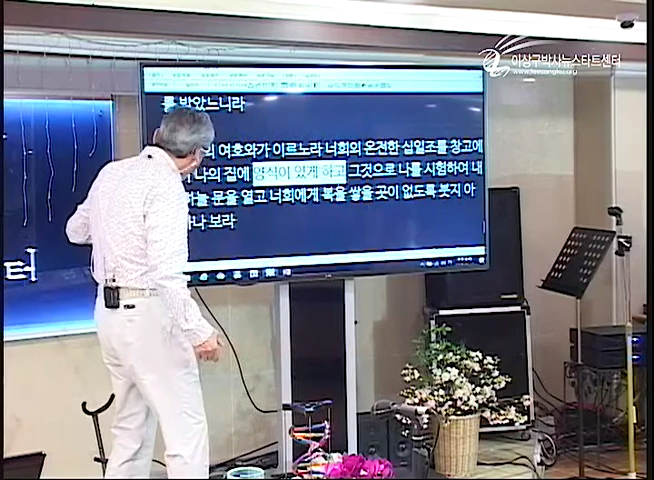 이상구박사뉴스타트센터
를 받았느니라
여호와가 이르노라 너희의 온전한 십일조를 창고에
나의 집에 양식이 있게 하고 그것으로 나를 시험하여 내
하늘 문을 열고 너희에게 복을 쌓을 곳이 없도록 붓지 아
보라
터